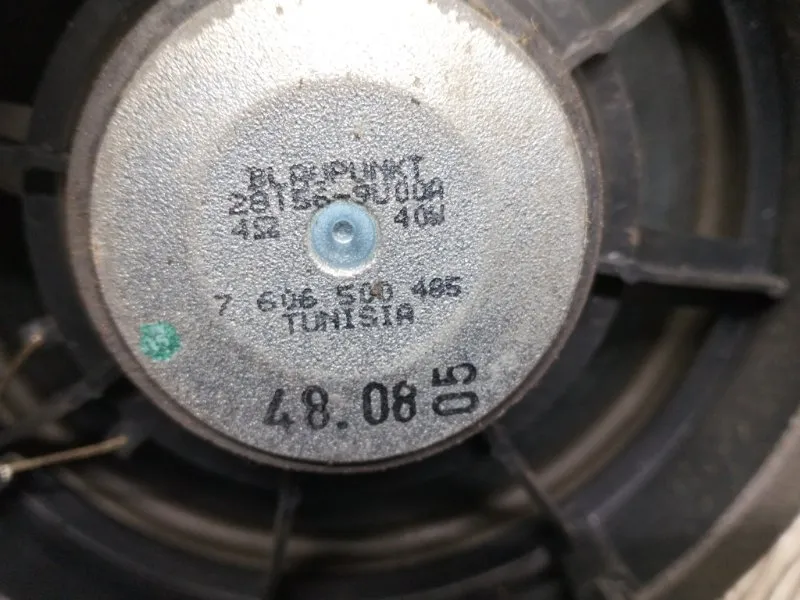 BLAUPUNKT
28156-9U00A
4Ω 40W
7 606 500 485
TUNISIA
48.08 05